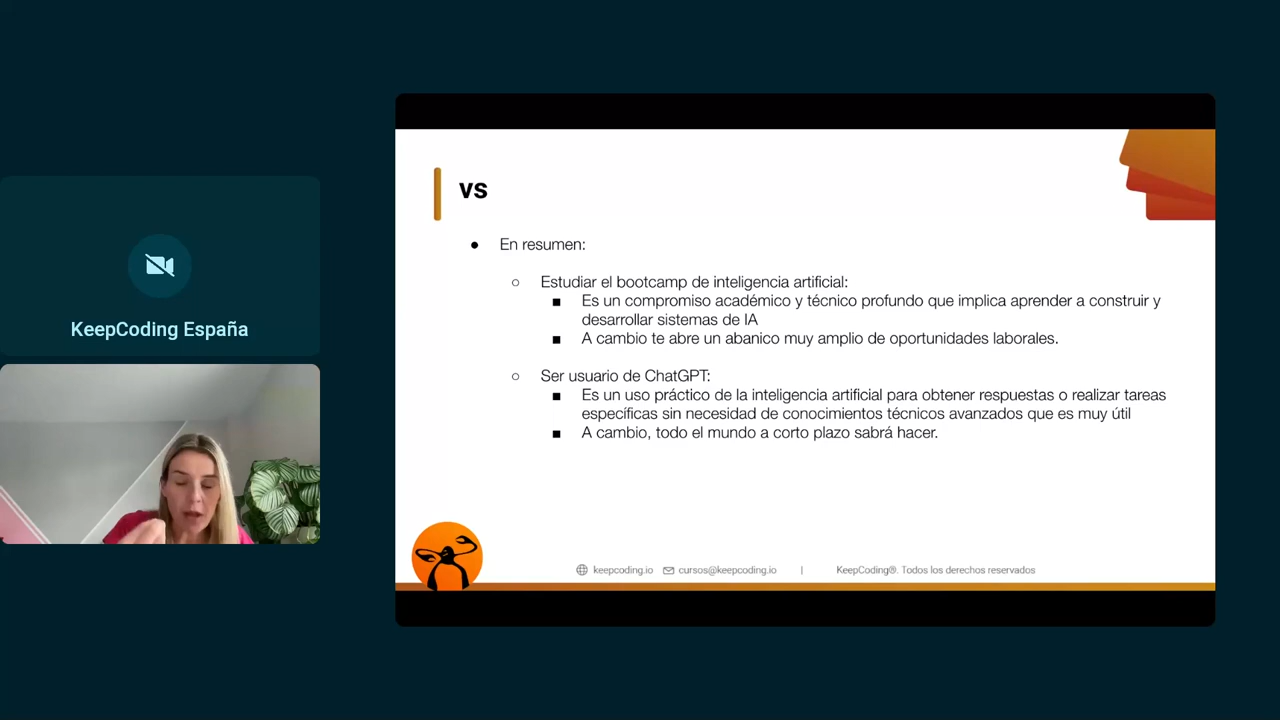 KeepCoding España
vs
● En resumen:
○ Estudiar el bootcamp de inteligencia artificial:
■ Es un compromiso académico y técnico profundo que implica aprender a construir y
desarrollar sistemas de IA
■ A cambio te abre un abanico muy amplio de oportunidades laborales.
○ Ser usuario de ChatGPT:
■ Es un uso práctico de la inteligencia artificial para obtener respuestas o realizar tareas
específicas sin necesidad de conocimientos técnicos avanzados que es muy útil
■ A cambio, todo el mundo a corto plazo sabrá hacer.
keepcoding.io cursos@keepcoding.io | KeepCoding®. Todos los derechos reservados